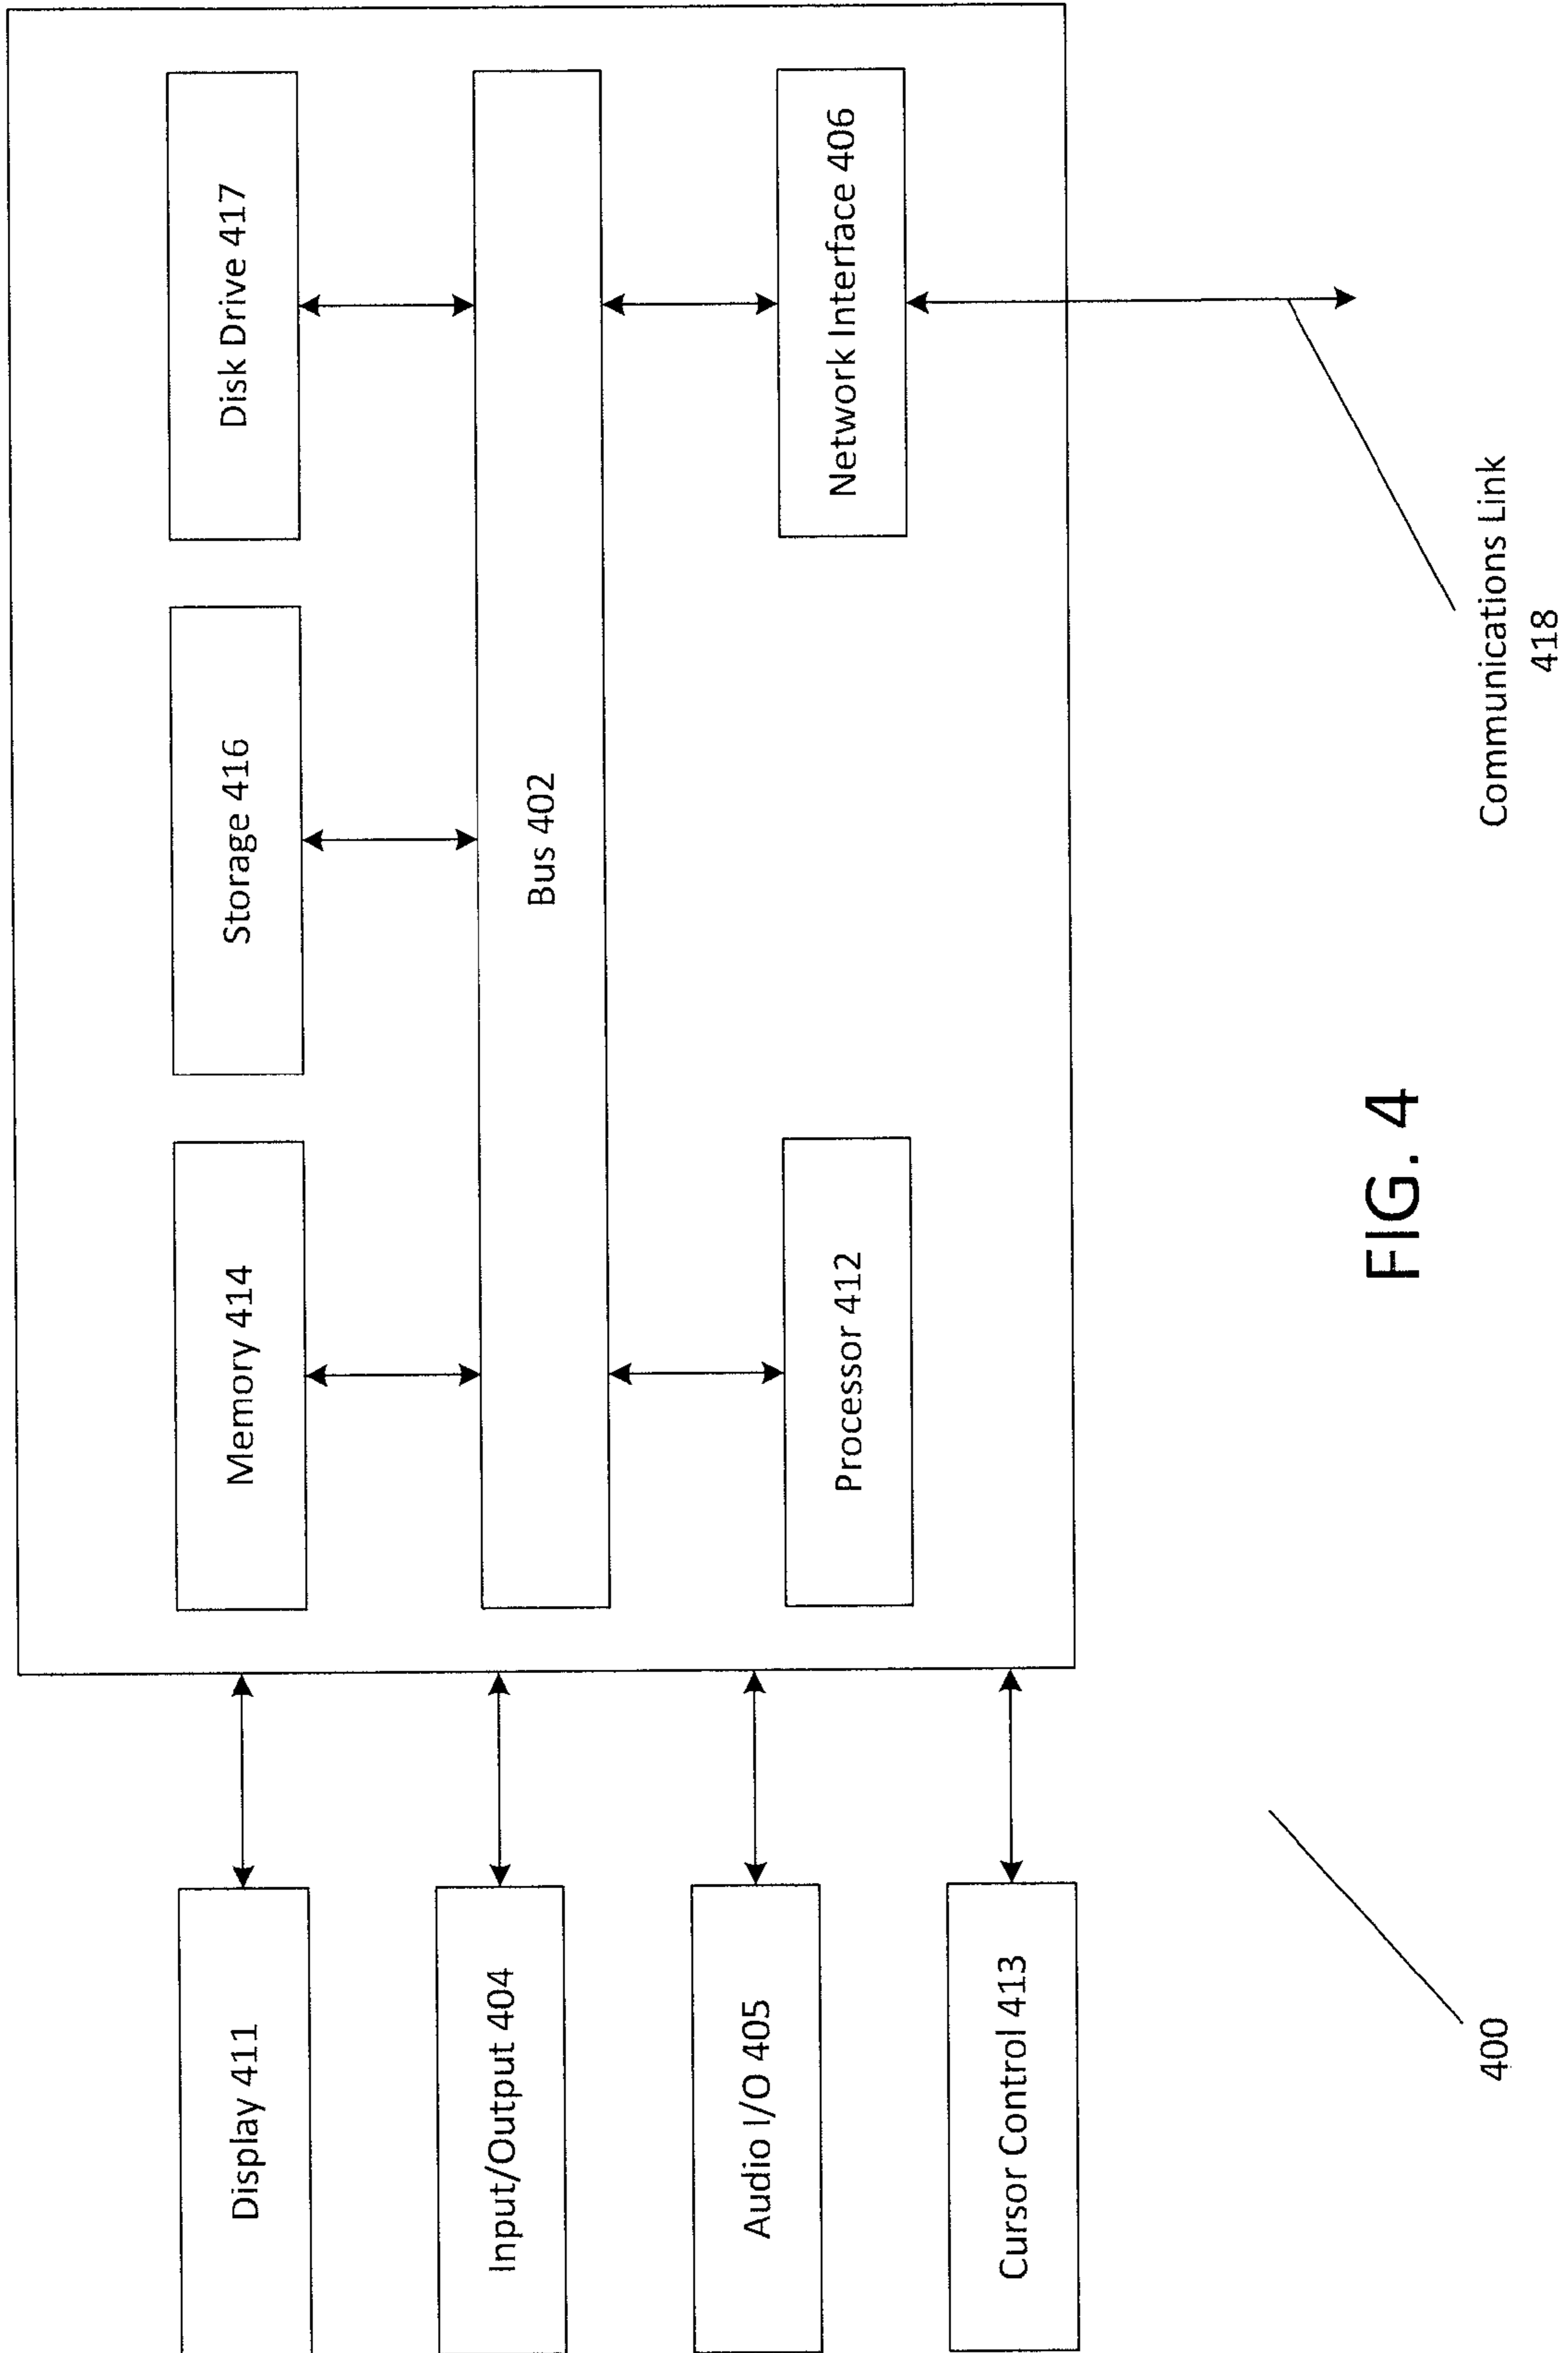 Display 411
Input/Output 404
Audio I/O 405
Cursor Control 413
Memory 414
Storage 416
Disk Drive 417
Bus 402
Processor 412
Network Interface 406
Communications Link
418
400
FIG. 4